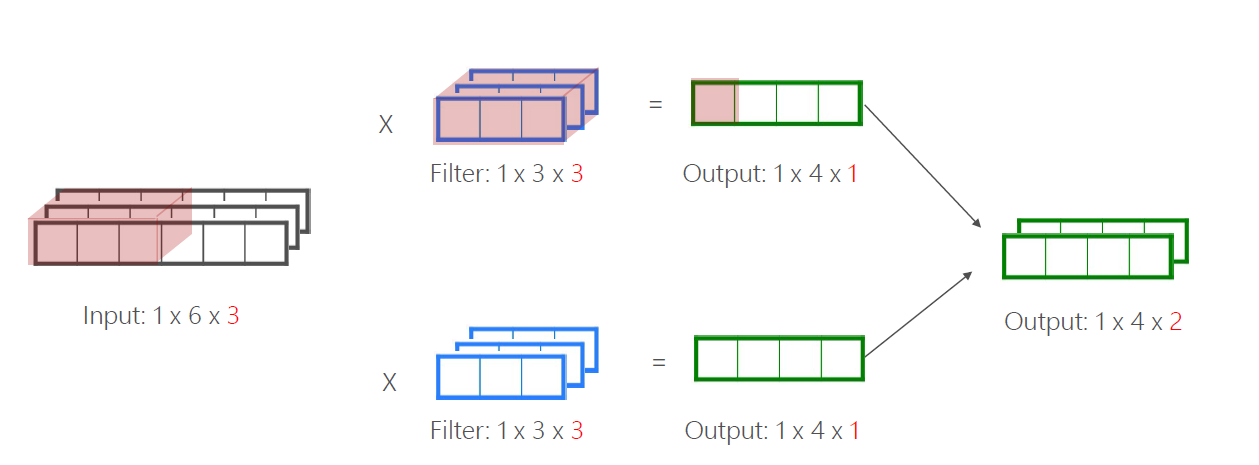 X
=
Filter: 1 x 3 x 3
Output: 1 x 4 x 1
Input: 1 x 6 x 3
Output: 1 x 4 x 2
X
=
Filter: 1 x 3 x 3
Output: 1 x 4 x 1